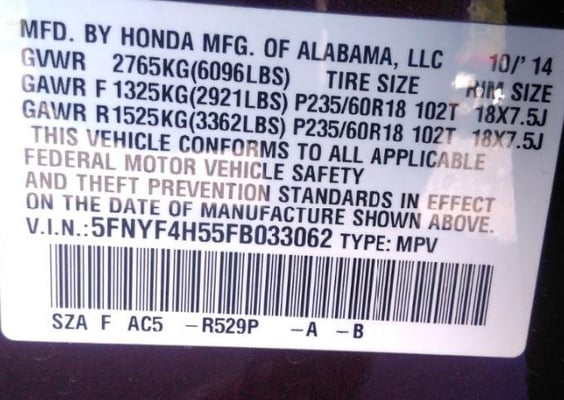 MFD. BY HONDA MFG. OF ALABAMA, LLC 10/'14
GVWR 2765KG(6096LBS) TIRE SIZE RIM SIZE
GAWR F 1325KG(2921LBS) P235/60R18 102T 18X7.5J
GAWR R 1525KG(3362LBS) P235/60R18 102T 18X7.5J
THIS VEHICLE CONFORMS TO ALL APPLICABLE
FEDERAL MOTOR VEHICLE SAFETY
AND THEFT PREVENTION STANDARDS IN EFFECT
ON THE DATE OF MANUFACTURE SHOWN ABOVE.
V.I.N.:5FNYF4H55FB033062 TYPE: MPV
SZA F AC5 -R529P -A -B